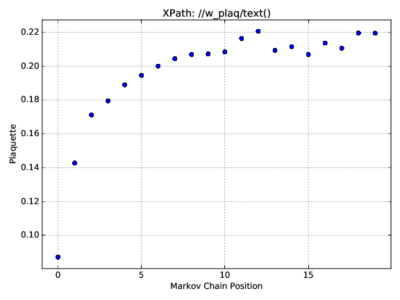 XPath: //w_plaq/text()
0.22
0.20
0.18
0.16
0.14
0.12
0.10
Plaquette
0 5 10 15
Markov Chain Position